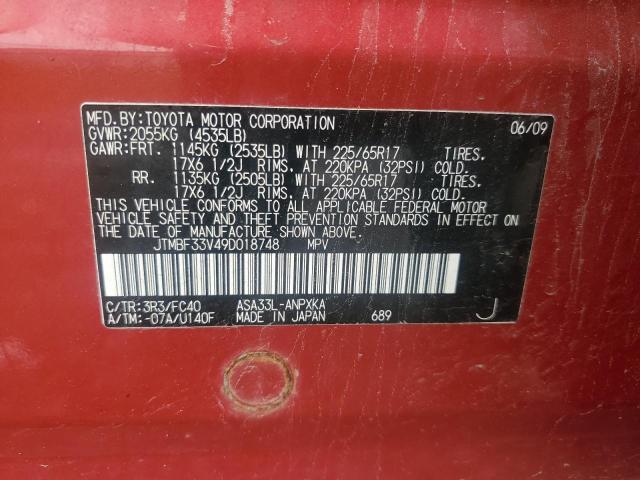 MFD. BY: TOYOTA MOTOR CORPORATION 06/09
GVWR: 2055KG (4535LB)
GAWR: FRT. 1145KG (2535LB) WITH 225/65R17 TIRES.
17X6 1/2J RIMS. AT 220KPA (32PSI) COLD.
RR. 1135KG (2505LB) WITH 225/65R17 TIRES.
17X6 1/2J RIMS. AT 220KPA (32PSI) COLD.
THIS VEHICLE CONFORMS TO ALL APPLICABLE FEDERAL MOTOR
VEHICLE SAFETY AND THEFT PREVENTION STANDARDS IN EFFECT ON
THE DATE OF MANUFACTURE SHOWN ABOVE.
JTMBF33V49D018748 MPV
C/TR: 3R3/FC40 ASA33L-ANPXKA
A/TM: -07A/U140F MADE IN JAPAN 689 J